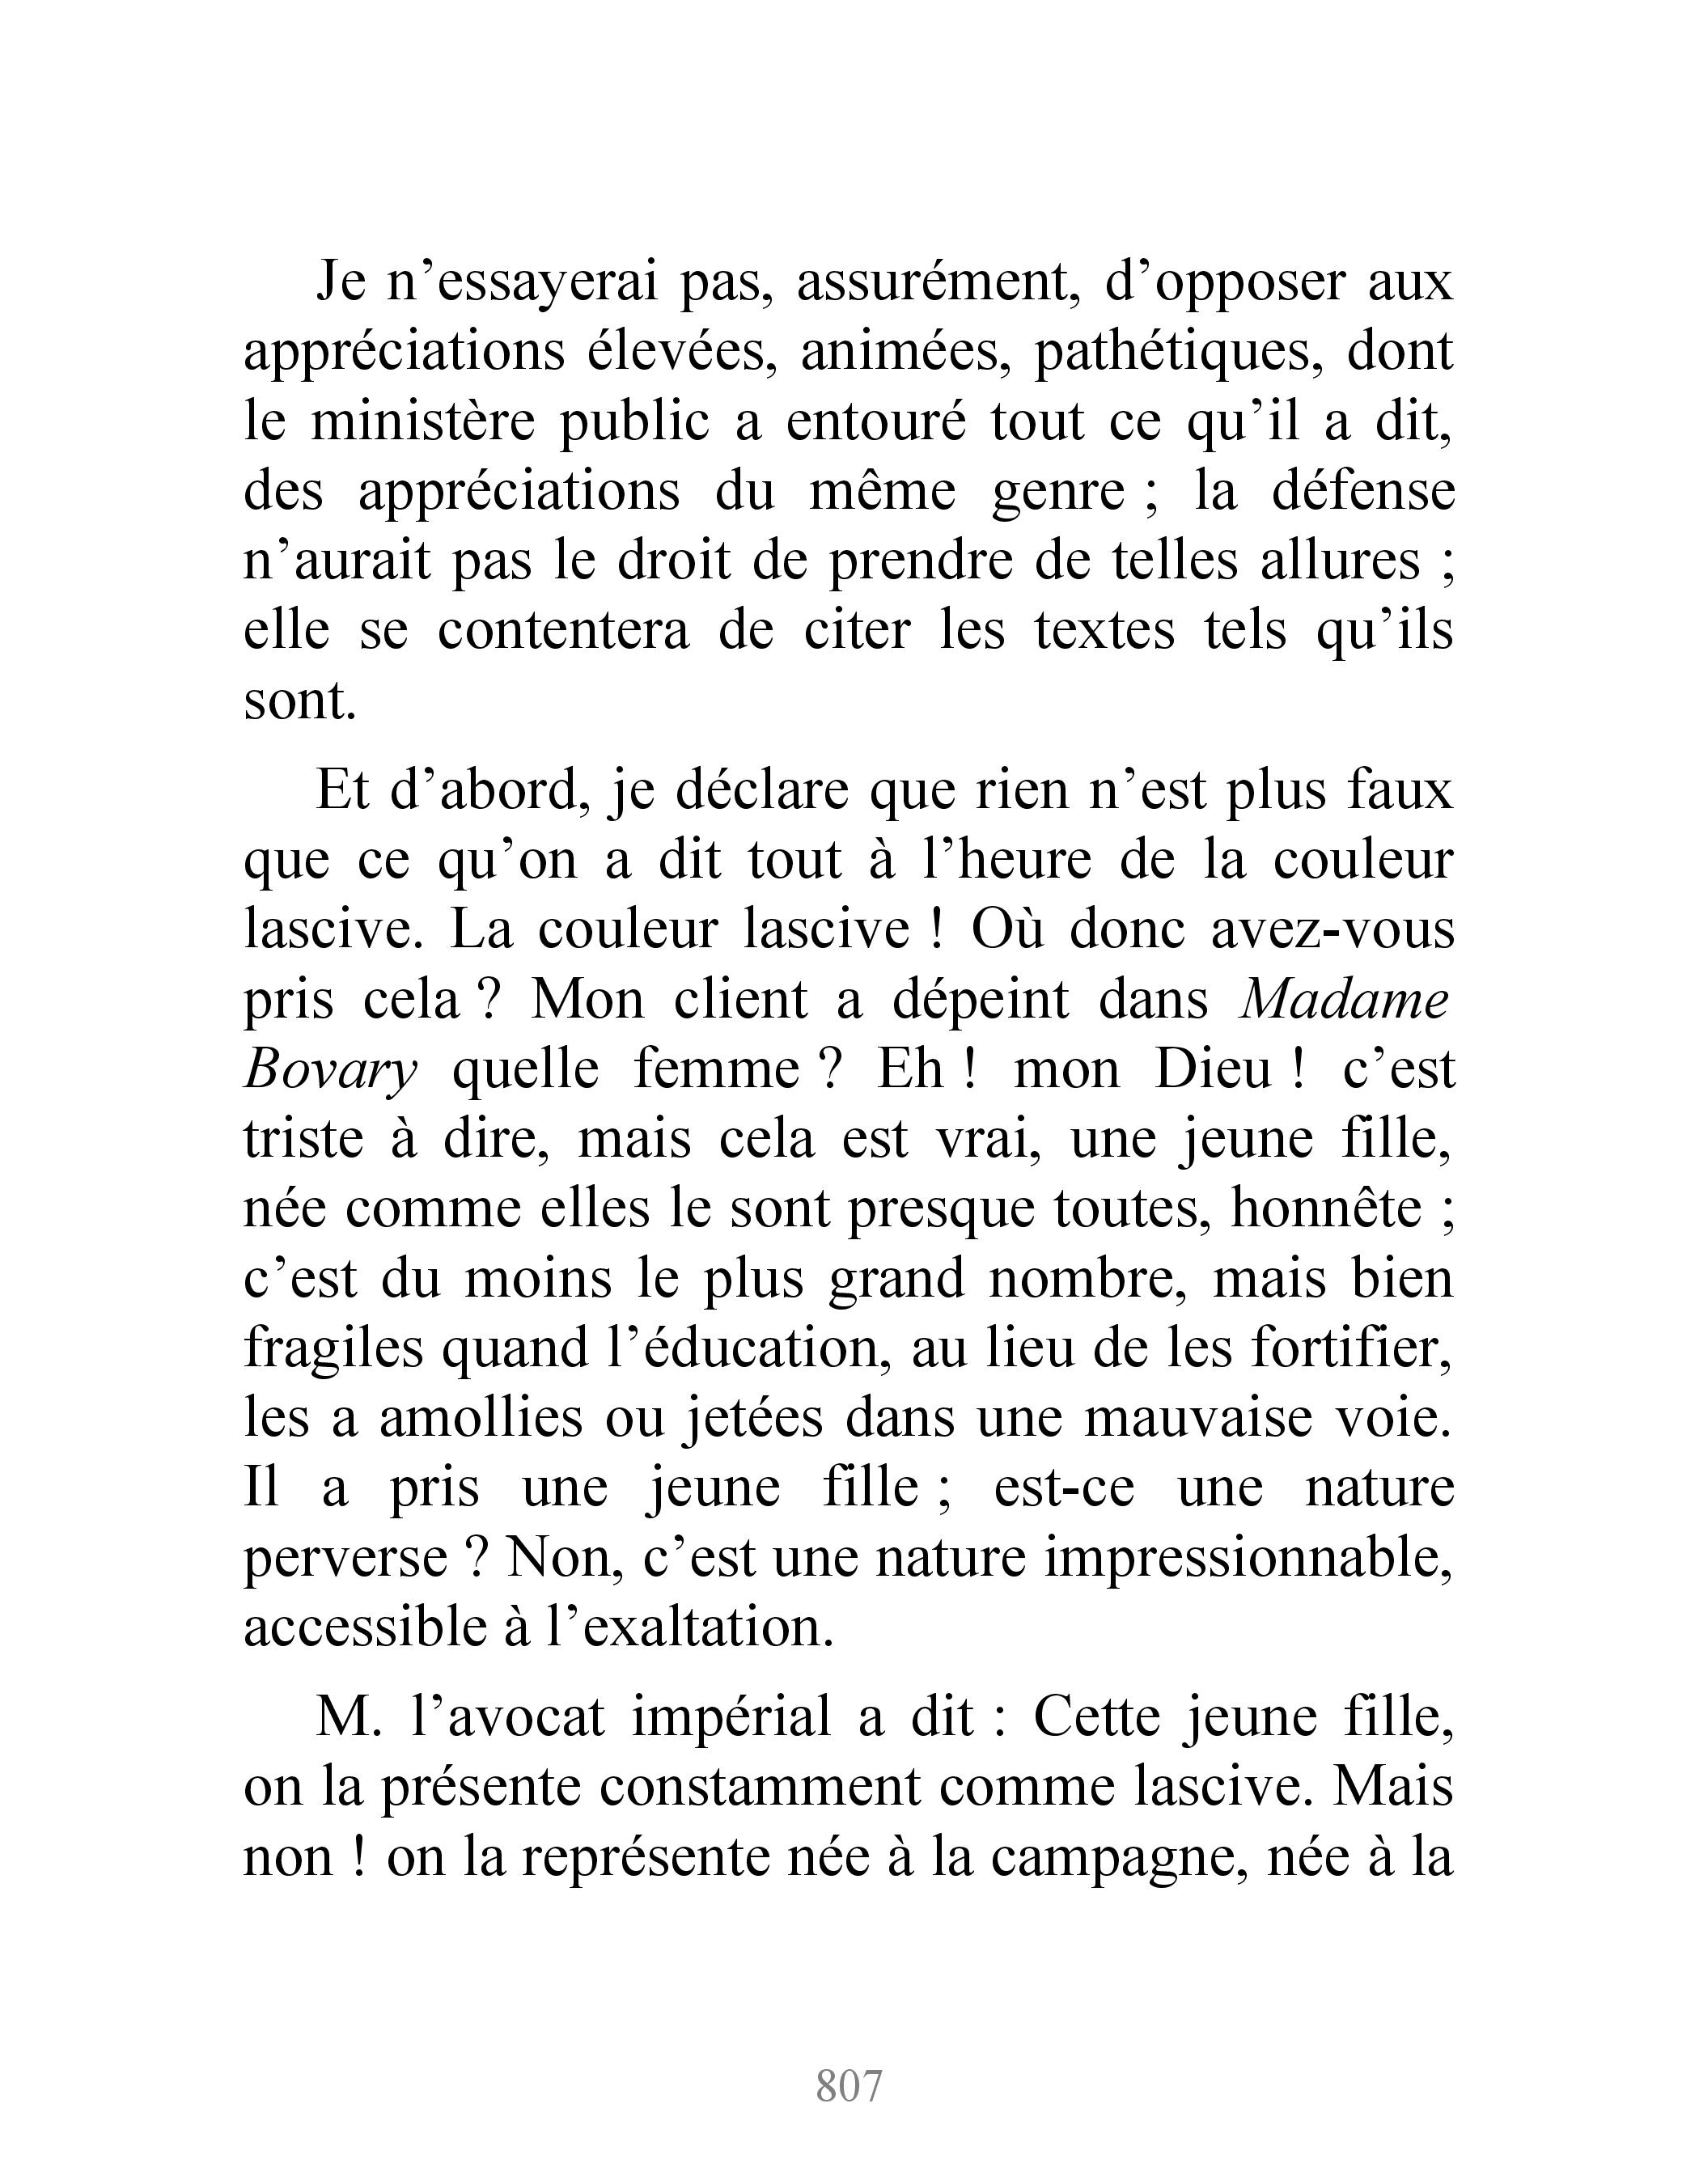 Je n’essayerai pas, assurément, d’opposer aux
appréciations élevées, animées, pathétiques, dont
le ministère public a entouré tout ce qu’il a dit,
des appréciations du même genre ; la défense
n’aurait pas le droit de prendre de telles allures ;
elle se contentera de citer les textes tels qu’ils
sont.
Et d’abord, je déclare que rien n’est plus faux
que ce qu’on a dit tout à l’heure de la couleur
lascive. La couleur lascive ! Où donc avez-vous
pris cela ? Mon client a dépeint dans Madame
Bovary quelle femme ? Eh ! mon Dieu ! c’est
triste à dire, mais cela est vrai, une jeune fille,
née comme elles le sont presque toutes, honnête ;
c’est du moins le plus grand nombre, mais bien
fragiles quand l’éducation, au lieu de les fortifier,
les a amollies ou jetées dans une mauvaise voie.
Il a pris une jeune fille ; est-ce une nature
perverse ? Non, c’est une nature impressionnable,
accessible à l’exaltation.
M. l’avocat impérial a dit : Cette jeune fille,
on la présente constamment comme lascive. Mais
non ! on la représente née à la campagne, née à la
807